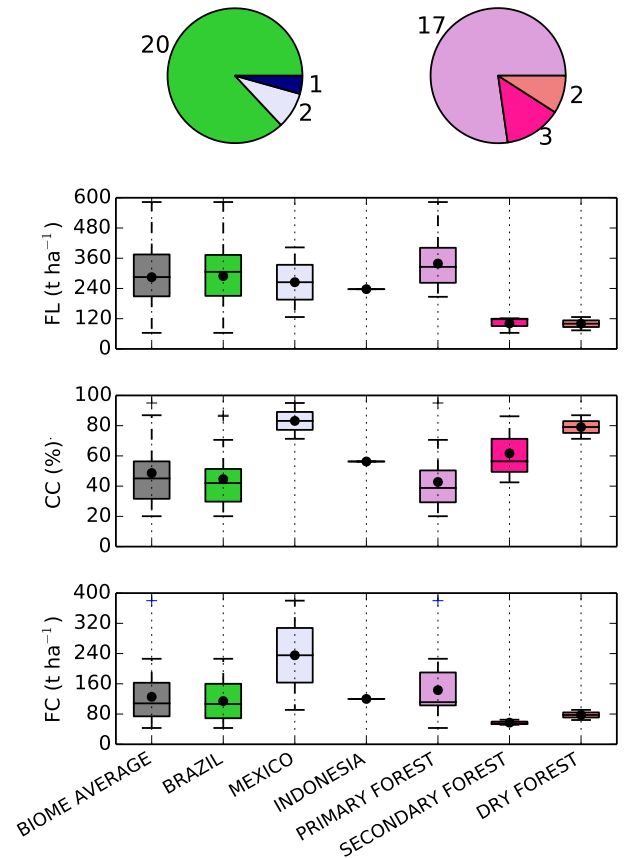 20
1
2
17
2
3
FL (t ha⁻¹)
600
480
360
240
120
0
CC (%)
100
80
60
40
20
0
FC (t ha⁻¹)
400
320
240
160
80
0
BIOME AVERAGE
BRAZIL
MEXICO
INDONESIA
PRIMARY FOREST
SECONDARY FOREST
DRY FOREST